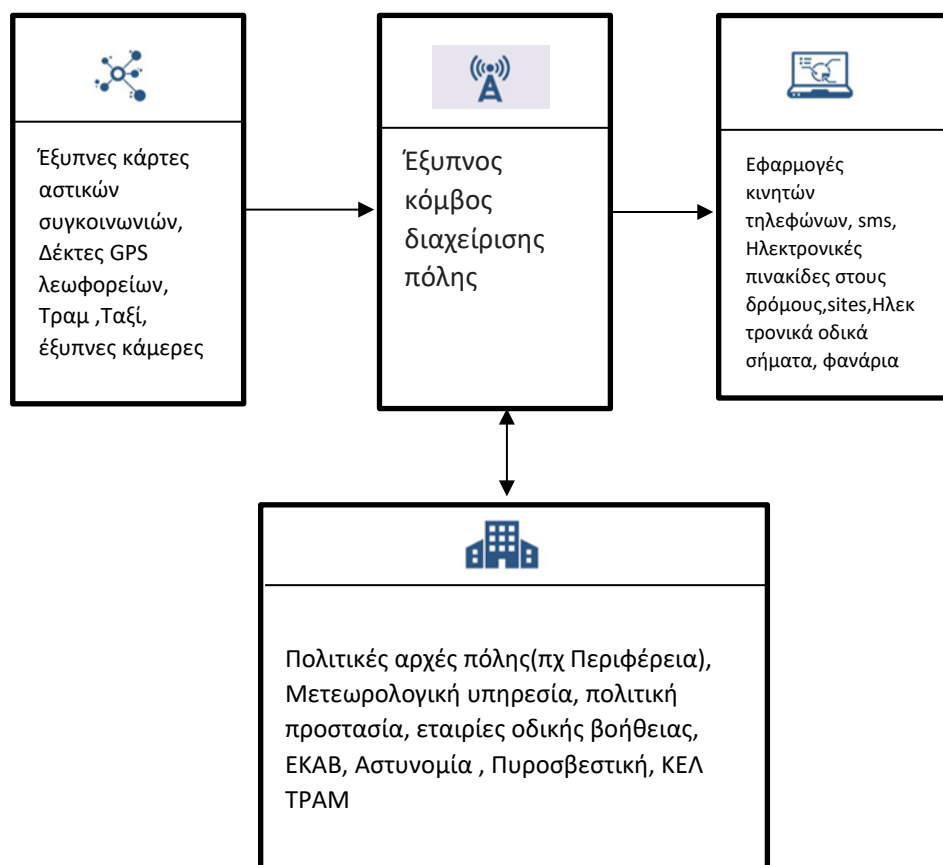 Έξυπνες κάρτες
αστικών
συγκοινωνιών,
Δέκτες GPS
λεωφορείων,
Τραμ ,Ταξί,
έξυπνες κάμερες
Έξυπνος
κόμβος
διαχείρισης
πόλης
Εφαρμογές
κινητών
τηλεφώνων, sms,
Ηλεκτρονικές
πινακίδες στους
δρόμους,sites,Ηλεκ
τρονικά οδικά
σήματα, φανάρια
Πολιτικές αρχές πόλης(πχ Περιφέρεια),
Μετεωρολογική υπηρεσία, πολιτική
προστασία, εταιρίες οδικής βοήθειας,
ΕΚΑΒ, Αστυνομία , Πυροσβεστική, ΚΕΛ
ΤΡΑΜ